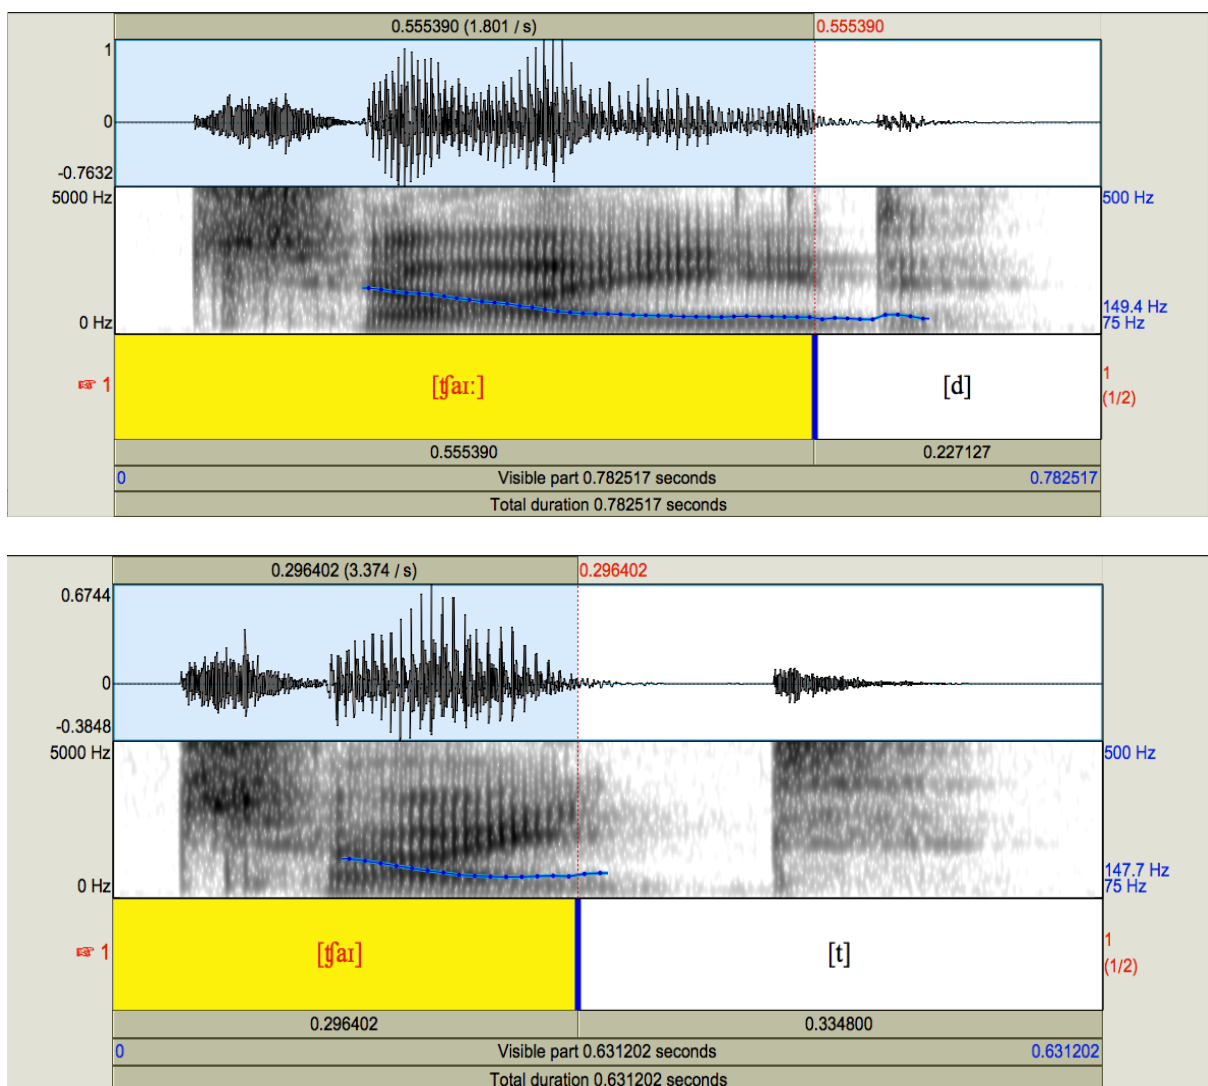 0.555390 (1.801 / s) 0.555390
1
0
-0.7632
5000 Hz 500 Hz
149.4 Hz
0 Hz 75 Hz
☞ 1 [ʧaɪː] [d] 1
(1/2)
0.555390 0.227127
0 Visible part 0.782517 seconds 0.782517
Total duration 0.782517 seconds
0.296402 (3.374 / s) 0.296402
0.6744
0
-0.3848
5000 Hz 500 Hz
147.7 Hz
0 Hz 75 Hz
☞ 1 [ʧaɪ] [t] 1
(1/2)
0.296402 0.334800
0 Visible part 0.631202 seconds 0.631202
Total duration 0.631202 seconds